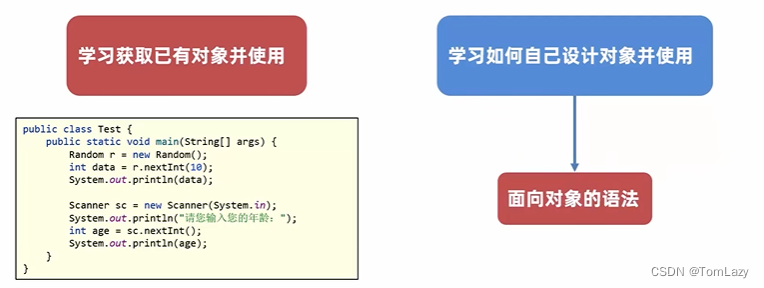 学习获取已有对象并使用
public class Test {
    public static void main(String[] args) {
        Random r = new Random();
        int data = r.nextInt(10);
        System.out.println(data);
        Scanner sc = new Scanner(System.in);
        System.out.println("请您输入您的年龄：");
        int age = sc.nextInt();
        System.out.println(age);
    }
}
学习如何自己设计对象并使用
面向对象的语法
CSDN @TomLazy